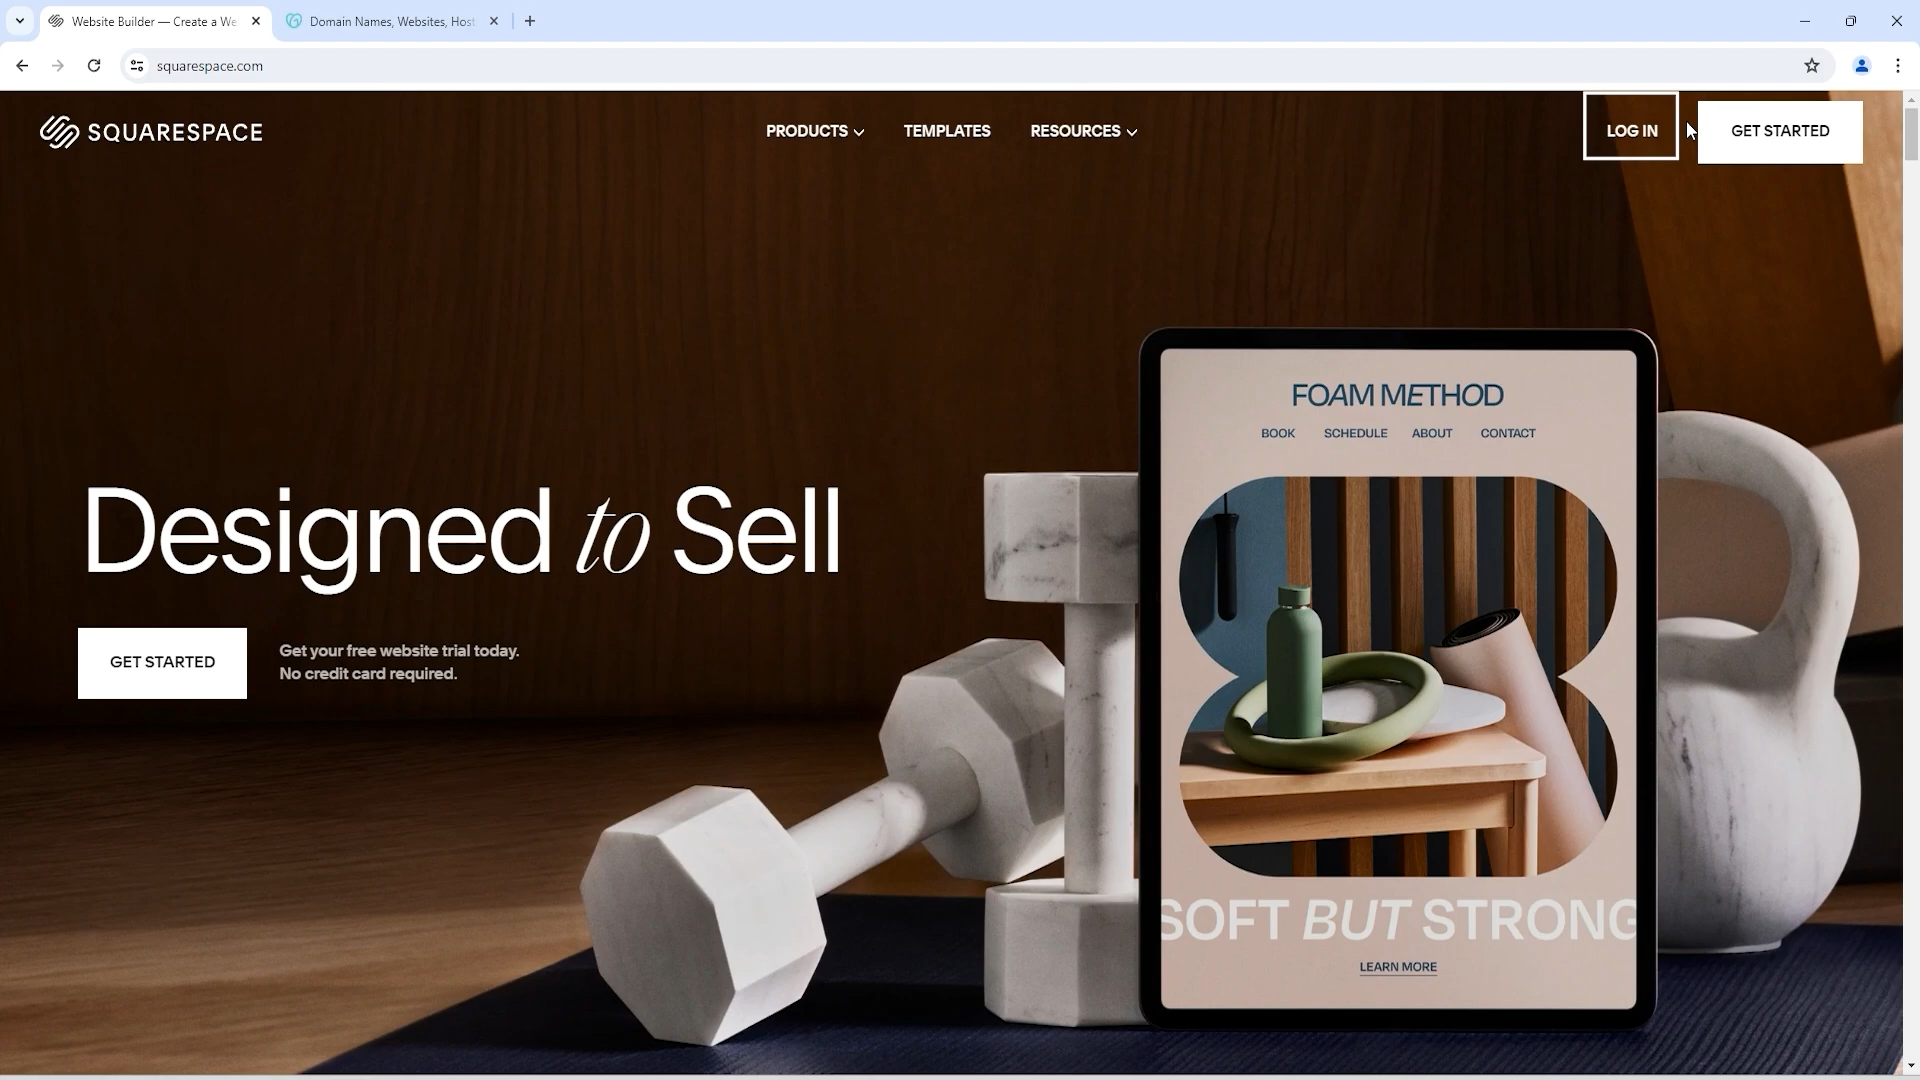 Website Builder — Create a We
Domain Names, Websites, Host
squarespace.com
SQUARESPACE
PRODUCTS
TEMPLATES
RESOURCES
LOG IN
GET STARTED
FOAM METHOD
BOOK SCHEDULE ABOUT CONTACT
Designed to Sell
GET STARTED
Get your free website trial today.
No credit card required.
SOFT BUT STRONG
LEARN MORE